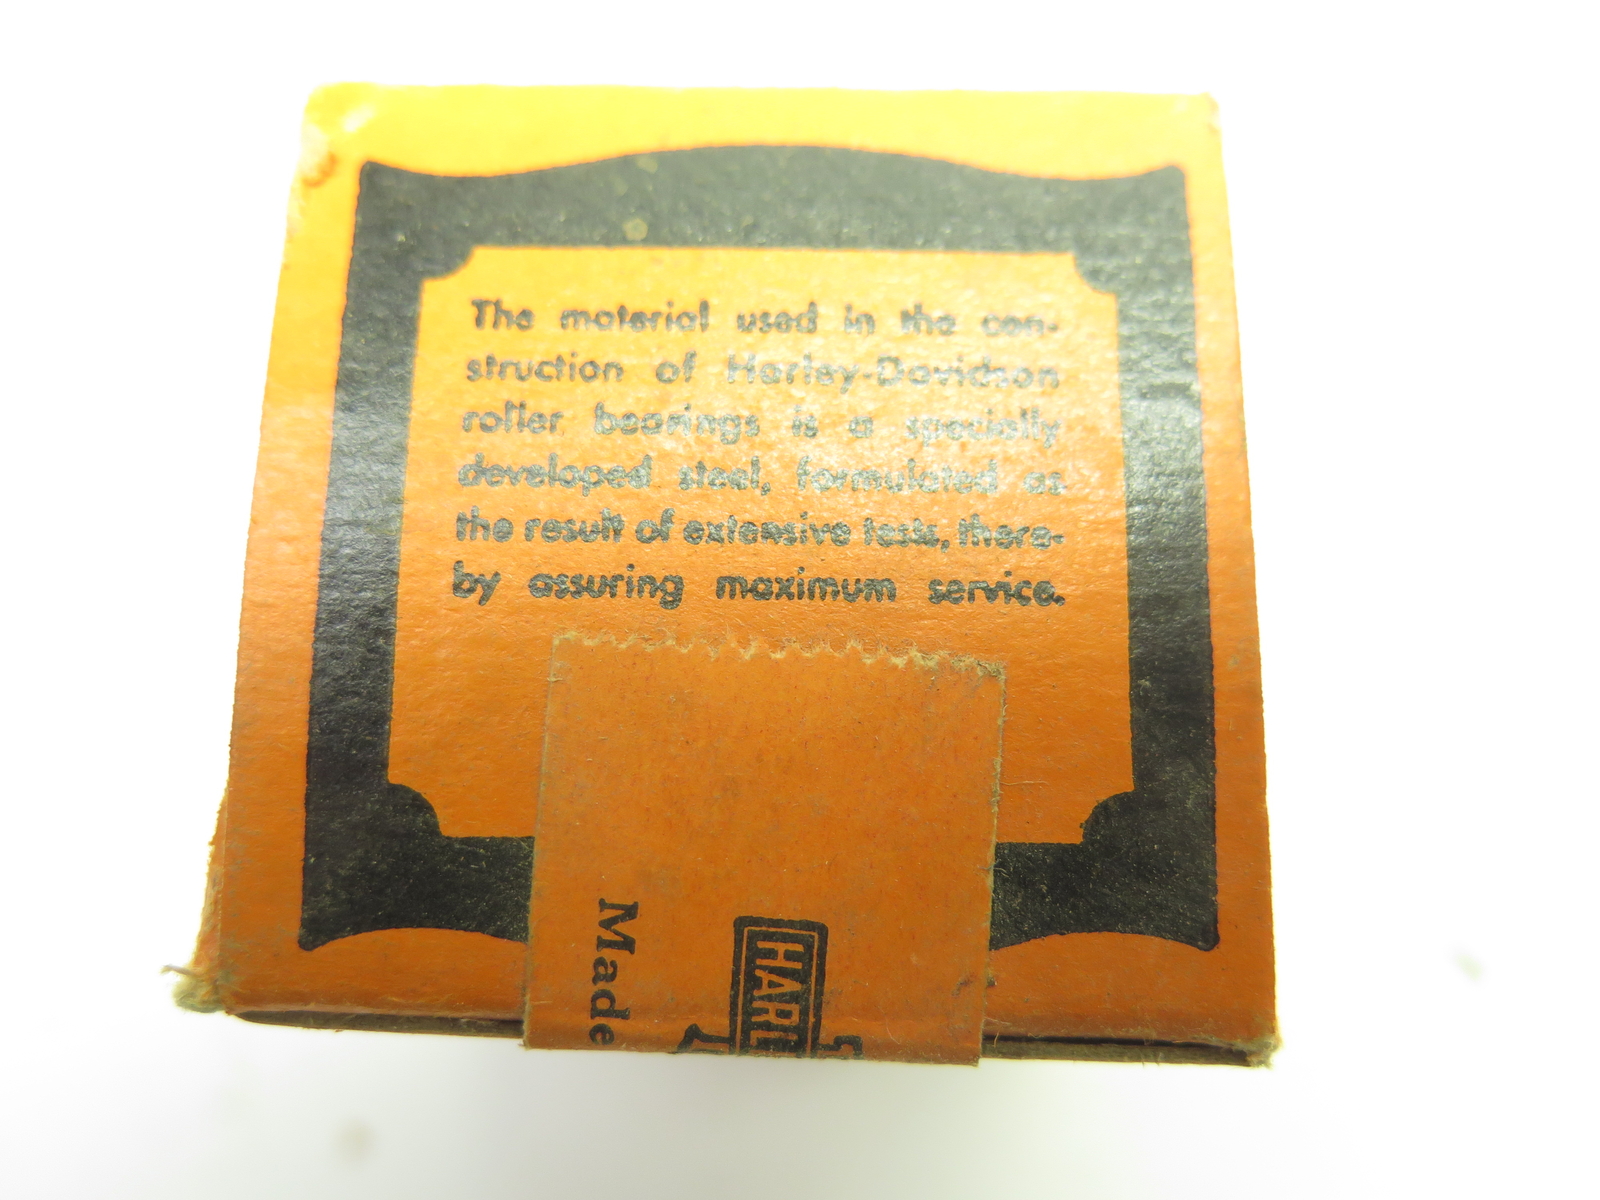 The material used in the con-
struction of Harley-Davidson
roller bearings is a specially
developed steel, formulated as
the result of extensive tests, there-
by assuring maximum service.
Made
HARL